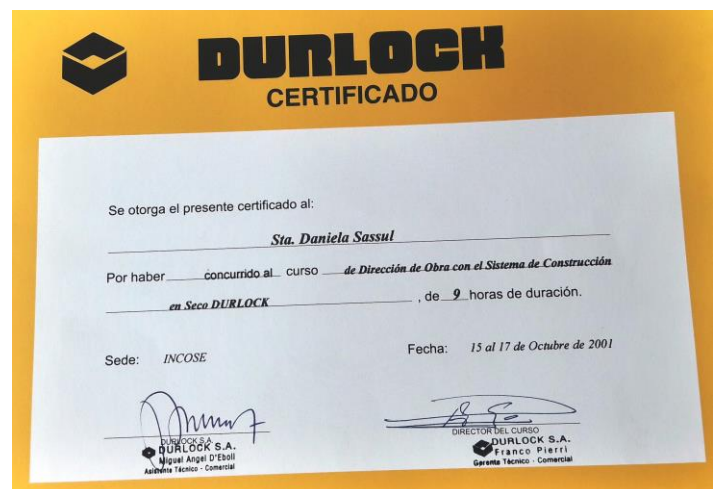 DURLOCK
CERTIFICADO
Se otorga el presente certificado al:
Sta. Daniela Sassul
Por haber concurrido al curso de Dirección de Obra con el Sistema de Construcción
en Seco DURLOCK , de 9 horas de duración.
Sede: INCOSE Fecha: 15 al 17 de Octubre de 2001
DURLOCK S.A.
DURLOCK S.A.
Miguel Angel D'Eboli
Asistente Técnico - Comercial
DIRECTOR DEL CURSO
DURLOCK S.A.
Franco Pierri
Gerente Técnico - Comercial